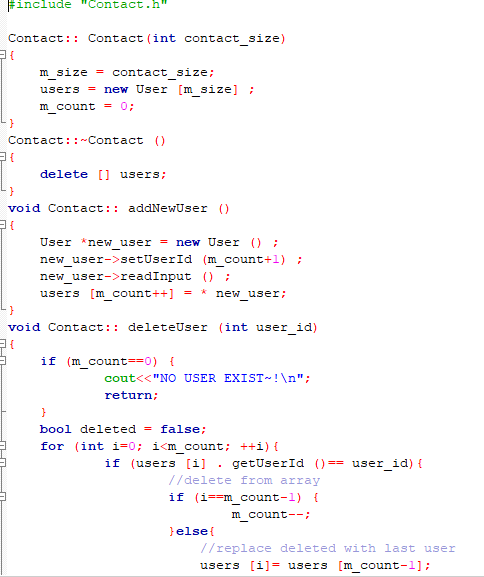 #include "Contact.h"
Contact:: Contact(int contact_size)
{
m_size = contact_size;
users = new User [m_size] ;
m_count = 0;
}
Contact::~Contact ()
{
delete [] users;
}
void Contact:: addNewUser ()
{
User *new_user = new User () ;
new_user->setUserId (m_count+1) ;
new_user->readInput () ;
users [m_count++] = * new_user;
}
void Contact:: deleteUser (int user_id)
{
if (m_count==0) {
cout<<"NO USER EXIST~!\n";
return;
}
bool deleted = false;
for (int i=0; i<m_count; ++i){
if (users [i] . getUserId ()== user_id){
//delete from array
if (i==m_count-1) {
m_count--;
}else{
//replace deleted with last user
users [i]= users [m_count-1];